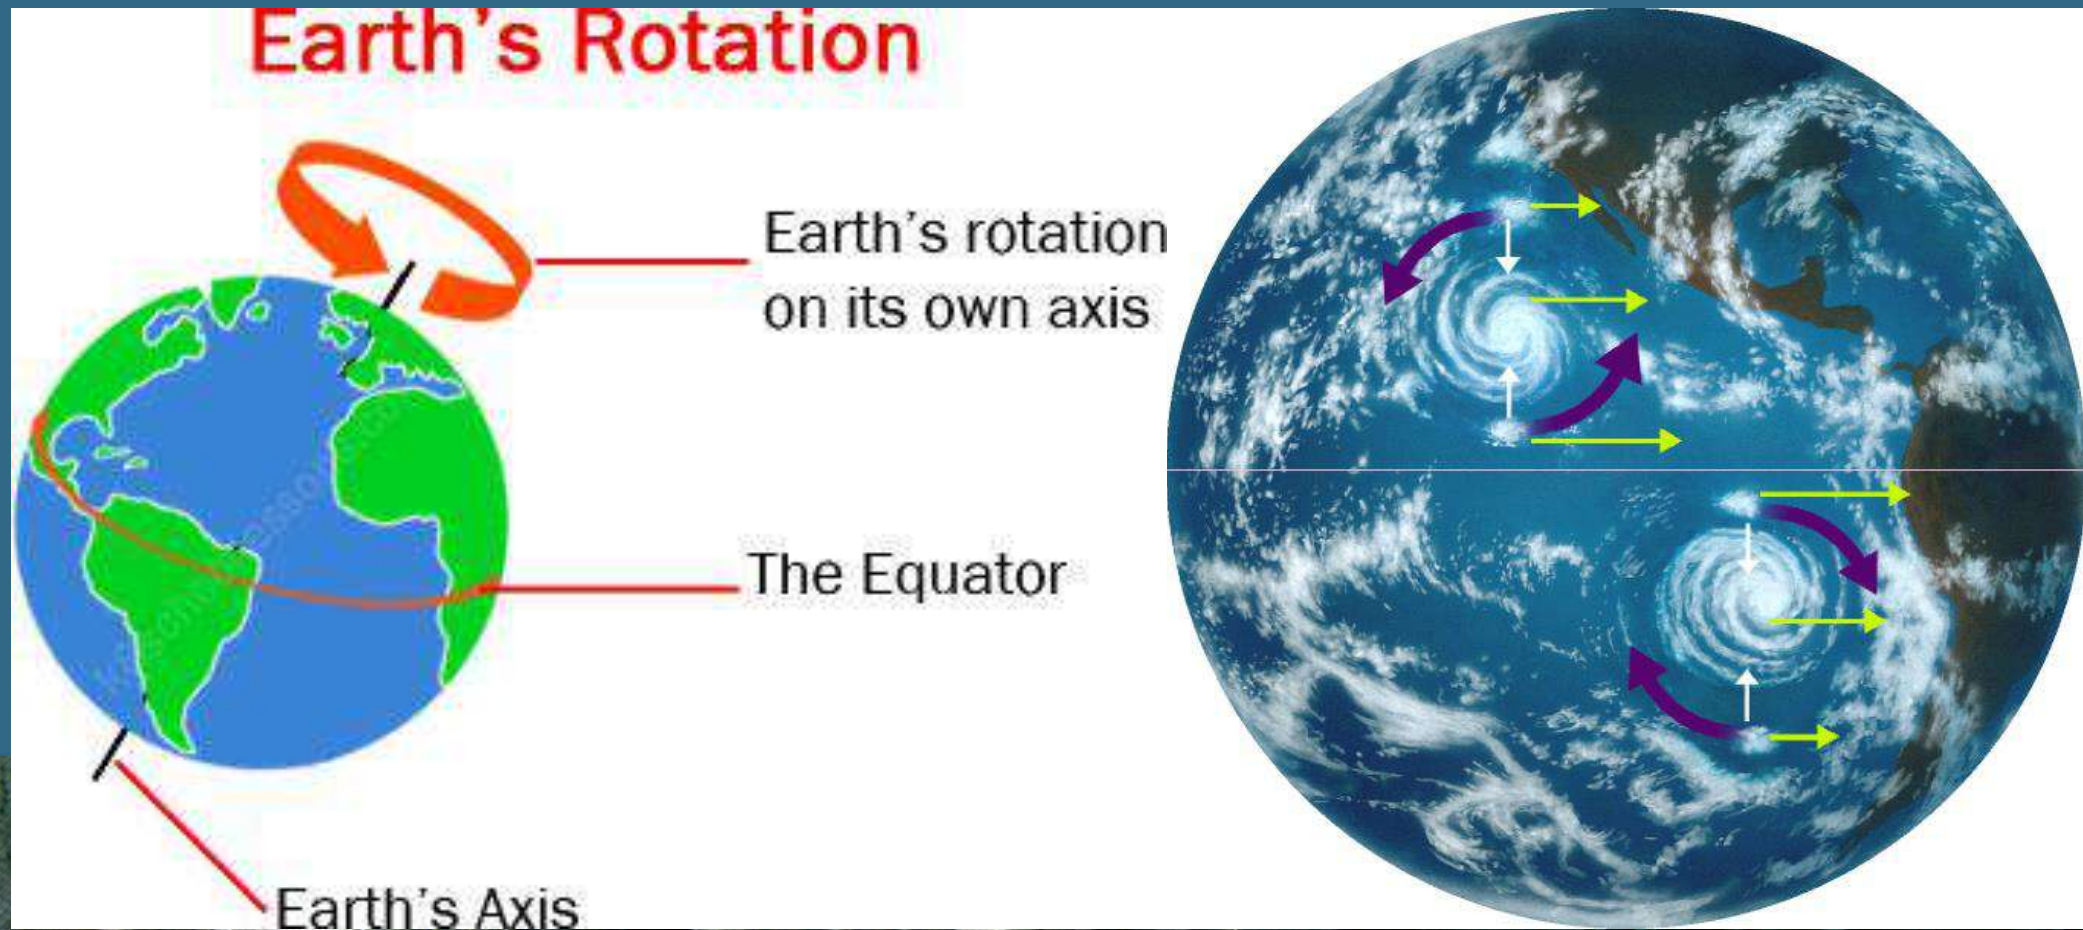 Earth's Rotation
Earth's rotation
on its own axis
The Equator
Earth's Axis